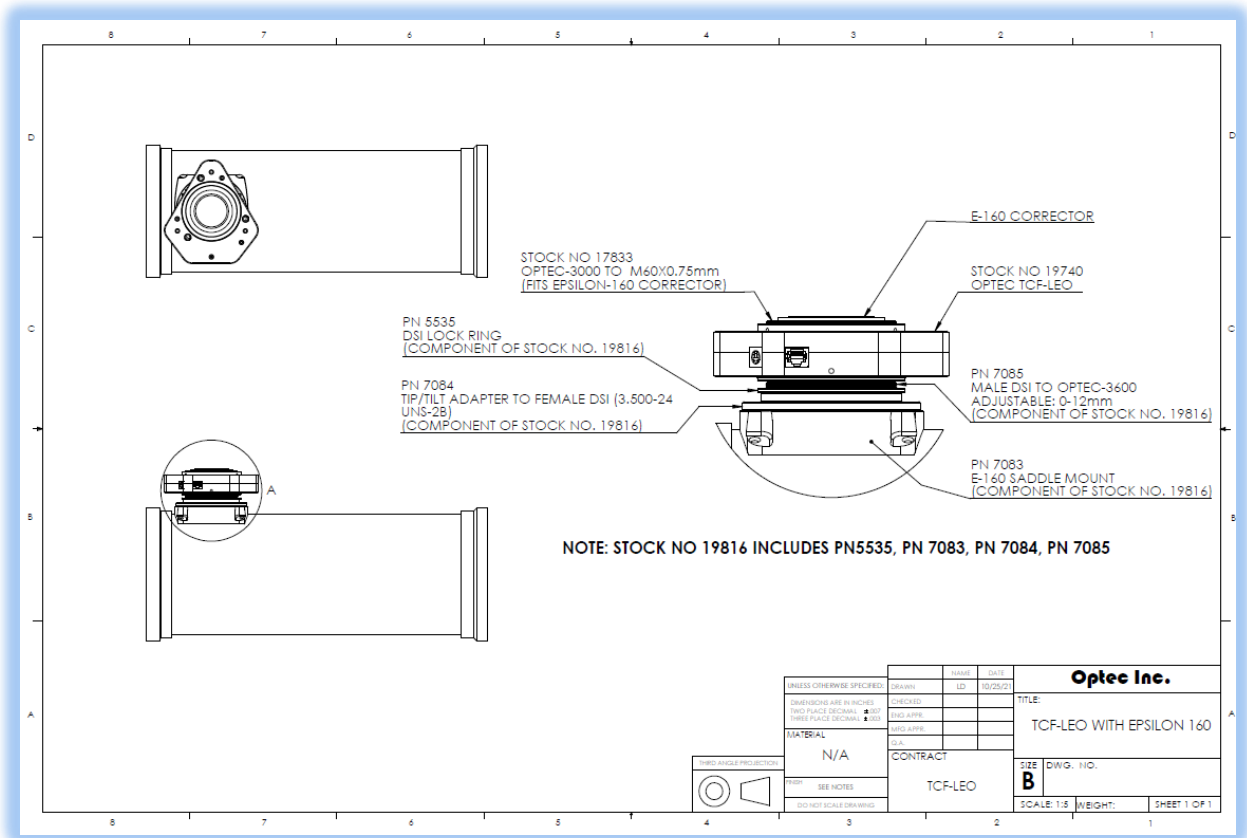 8 7 6 5 4 3 2 1
D D
C C
B B
A A
E-160 CORRECTOR
STOCK NO 17833
OPTEC-3000 TO M60X0.75mm
(FITS EPSILON-160 CORRECTOR)
STOCK NO 19740
OPTEC TCF-LEO
PN 5535
DSI LOCK RING
(COMPONENT OF STOCK NO. 19816)
PN 7084
TIP/TILT ADAPTER TO FEMALE DSI (3.500-24
UNS-2B)
(COMPONENT OF STOCK NO. 19816)
PN 7085
MALE DSI TO OPTEC-3600
ADJUSTABLE: 0-12mm
(COMPONENT OF STOCK NO. 19816)
PN 7083
E-160 SADDLE MOUNT
(COMPONENT OF STOCK NO. 19816)
A
NOTE: STOCK NO 19816 INCLUDES PN5535, PN 7083, PN 7084, PN 7085
UNLESS OTHERWISE SPECIFIED:
DIMENSIONS ARE IN INCHES
TWO PLACE DECIMAL ±.007
THREE PLACE DECIMAL ±.003
MATERIAL
N/A
FINISH
SEE NOTES
DO NOT SCALE DRAWING
THIRD ANGLE PROJECTION
NAME DATE
DRAWN LD 10/25/21
CHECKED
ENG APPR.
MFG APPR.
Q.A.
CONTRACT
TCF-LEO
Optec Inc.
TITLE:
TCF-LEO WITH EPSILON 160
SIZE DWG. NO.
B
SCALE: 1:5 WEIGHT: SHEET 1 OF 1
8 7 6 5 4 3 2 1